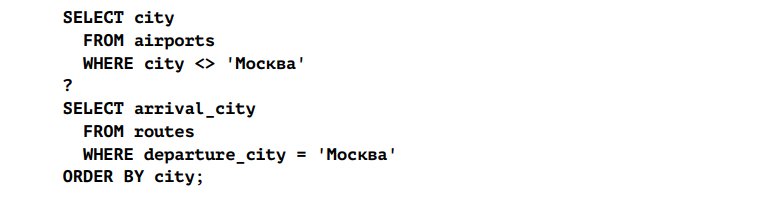 SELECT city
FROM airports
WHERE city <> 'Москва'
?
SELECT arrival_city
FROM routes
WHERE departure_city = 'Москва'
ORDER BY city;